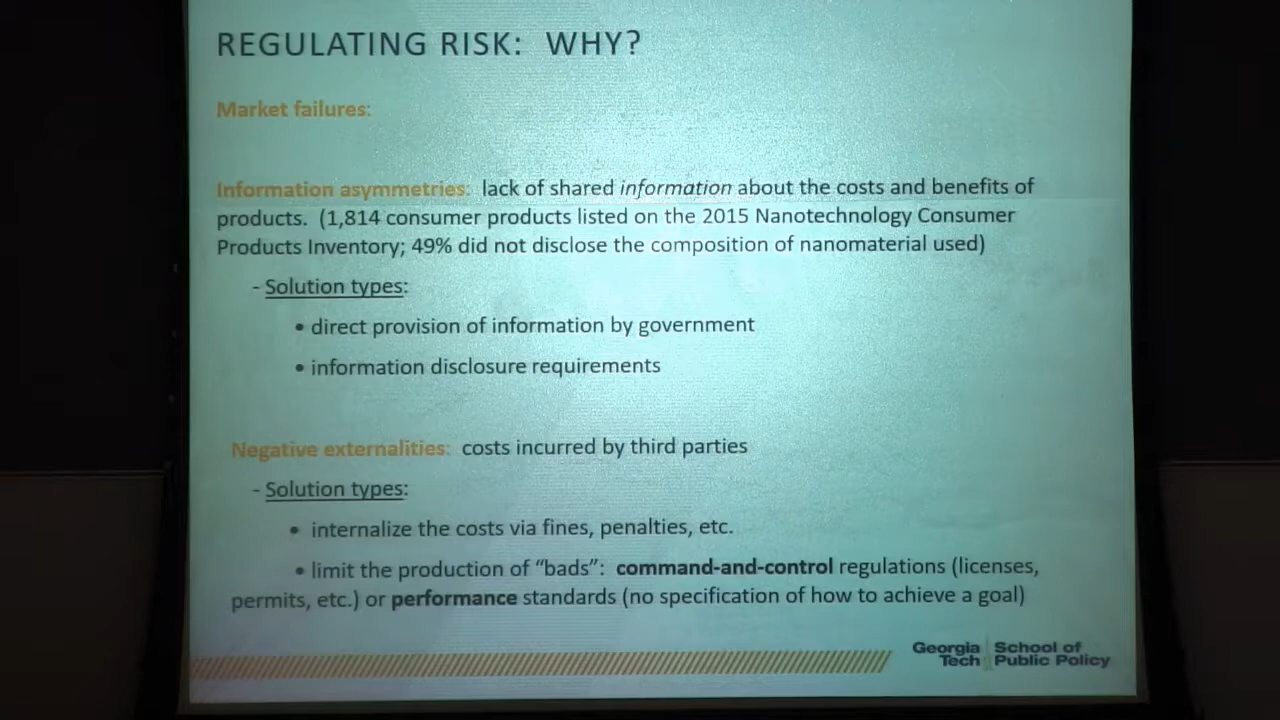 REGULATING RISK: WHY?
Market failures:
Information asymmetries: lack of shared information about the costs and benefits of
products. (1,814 consumer products listed on the 2015 Nanotechnology Consumer
Products Inventory; 49% did not disclose the composition of nanomaterial used)
- Solution types:
• direct provision of information by government
• information disclosure requirements
Negative externalities: costs incurred by third parties
- Solution types:
• internalize the costs via fines, penalties, etc.
• limit the production of “bads”: command-and-control regulations (licenses,
permits, etc.) or performance standards (no specification of how to achieve a goal)
Georgia School of
Tech Public Policy